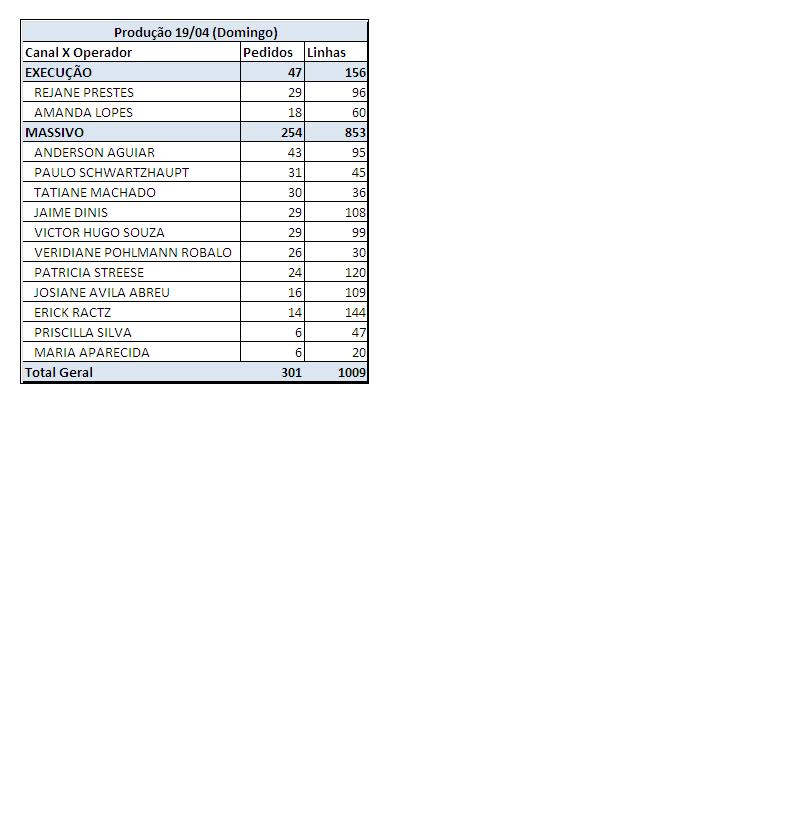 Produção 19/04 (Domingo)
Canal X Operador Pedidos Linhas
EXECUÇÃO 47 156
REJANE PRESTES 29 96
AMANDA LOPES 18 60
MASSIVO 254 853
ANDERSON AGUIAR 43 95
PAULO SCHWARTZHAUPT 31 45
TATIANE MACHADO 30 36
JAIME DINIS 29 108
VICTOR HUGO SOUZA 29 99
VERIDIANE POHLMANN ROBALO 26 30
PATRICIA STREESE 24 120
JOSIANE AVILA ABREU 16 109
ERICK RACTZ 14 144
PRISCILLA SILVA 6 47
MARIA APARECIDA 6 20
Total Geral 301 1009